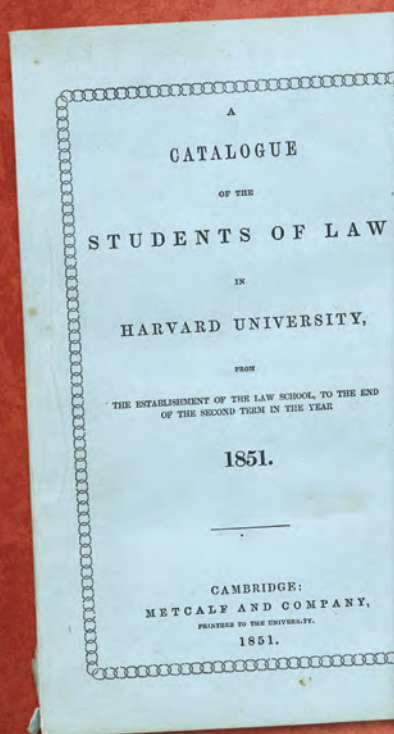 A
CATALOGUE
OF THE
STUDENTS OF LAW
IN
HARVARD UNIVERSITY,
FROM
THE ESTABLISHMENT OF THE LAW SCHOOL, TO THE END
OF THE SECOND TERM IN THE YEAR
1851.
CAMBRIDGE:
METCALF AND COMPANY,
PRINTERS TO THE UNIVERSITY.
1851.